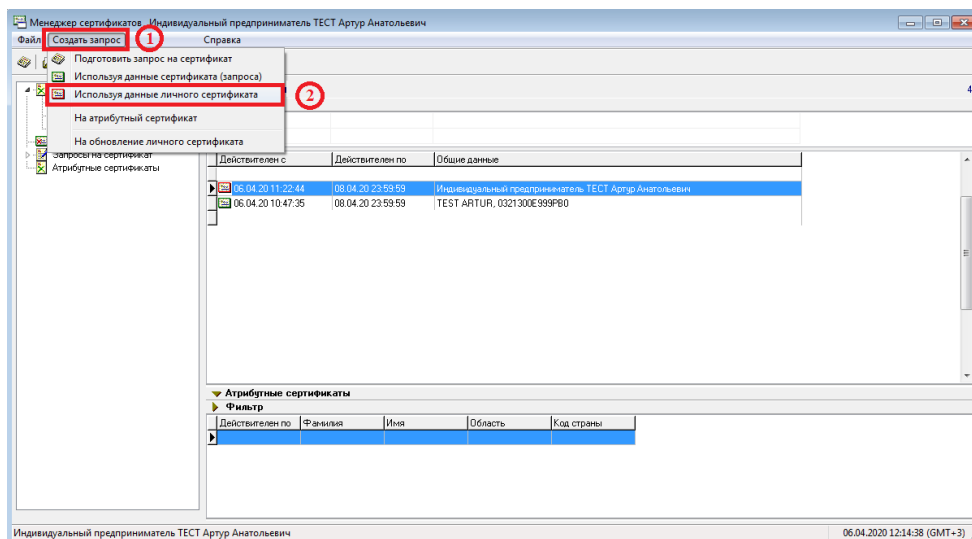 Менеджер сертификатов Индивидуальный предприниматель ТЕСТ Артур Анатольевич
Файл Создать запрос 1 Справка
Подготовить запрос на сертификат
Используя данные сертификата (запроса)
Используя данные личного сертификата 2
4
На атрибутный сертификат
На обновление личного сертификата
Запросы на сертификат
Атрибутные сертификаты
Действителен с Действителен по Общие данные
06.04.20 11:22:44 08.04.20 23:59:59 Индивидуальный предприниматель ТЕСТ Артур Анатольевич
06.04.20 10:47:35 08.04.20 23:59:59 TEST ARTUR, 0321300E999PB0
Атрибутные сертификаты
Фильтр
Действителен по Фамилия Имя Область Код страны
Индивидуальный предприниматель ТЕСТ Артур Анатольевич 06.04.2020 12:14:38 (GMT+3)